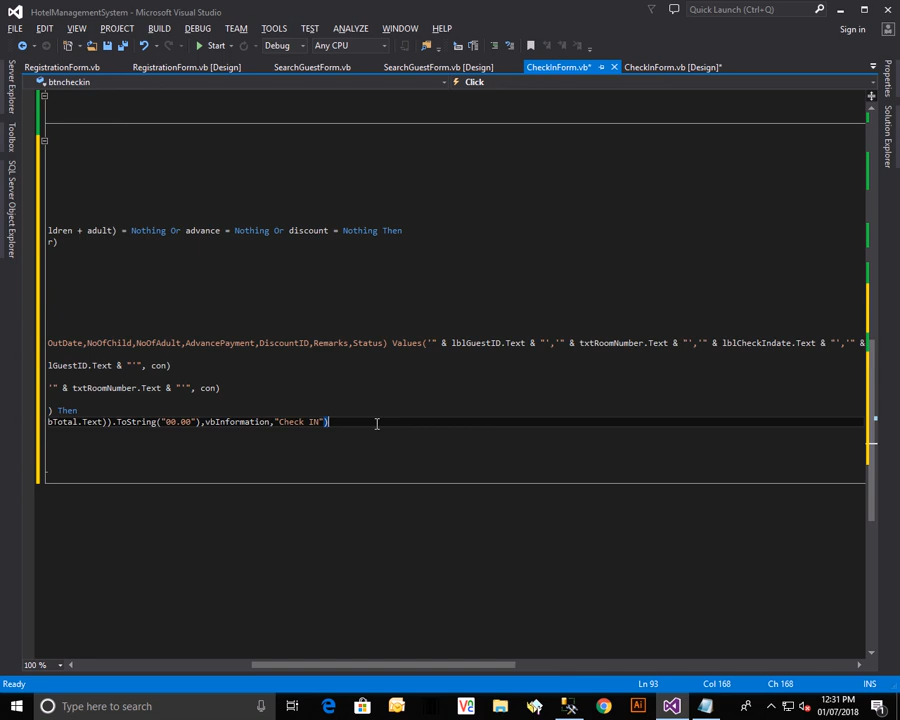 HotelManagementSystem - Microsoft Visual Studio
Quick Launch (Ctrl+Q)
FILE EDIT VIEW PROJECT BUILD DEBUG TEAM TOOLS TEST ANALYZE WINDOW HELP
Sign in
Start Debug Any CPU
RegistrationForm.vb RegistrationForm.vb [Design] SearchGuestForm.vb SearchGuestForm.vb [Design] CheckInForm.vb* CheckInForm.vb [Design]*
btncheckin Click
Server Explorer
Toolbox
SQL Server Object Explorer
Properties
Solution Explorer
ldren + adult) = Nothing Or advance = Nothing Or discount = Nothing Then
r)
OutDate,NoOfChild,NoOfAdult,AdvancePayment,DiscountID,Remarks,Status) Values('" & lblGuestID.Text & "','" & txtRoomNumber.Text & "','" & lblCheckIndate.Text & "','" &
lGuestID.Text & "'", con)
'" & txtRoomNumber.Text & "'", con)
) Then
bTotal.Text)).ToString("00.00"),vbInformation,"Check IN")
100 %
Ready Ln 93 Col 168 Ch 168 INS
Type here to search
12:31 PM
01/07/2018